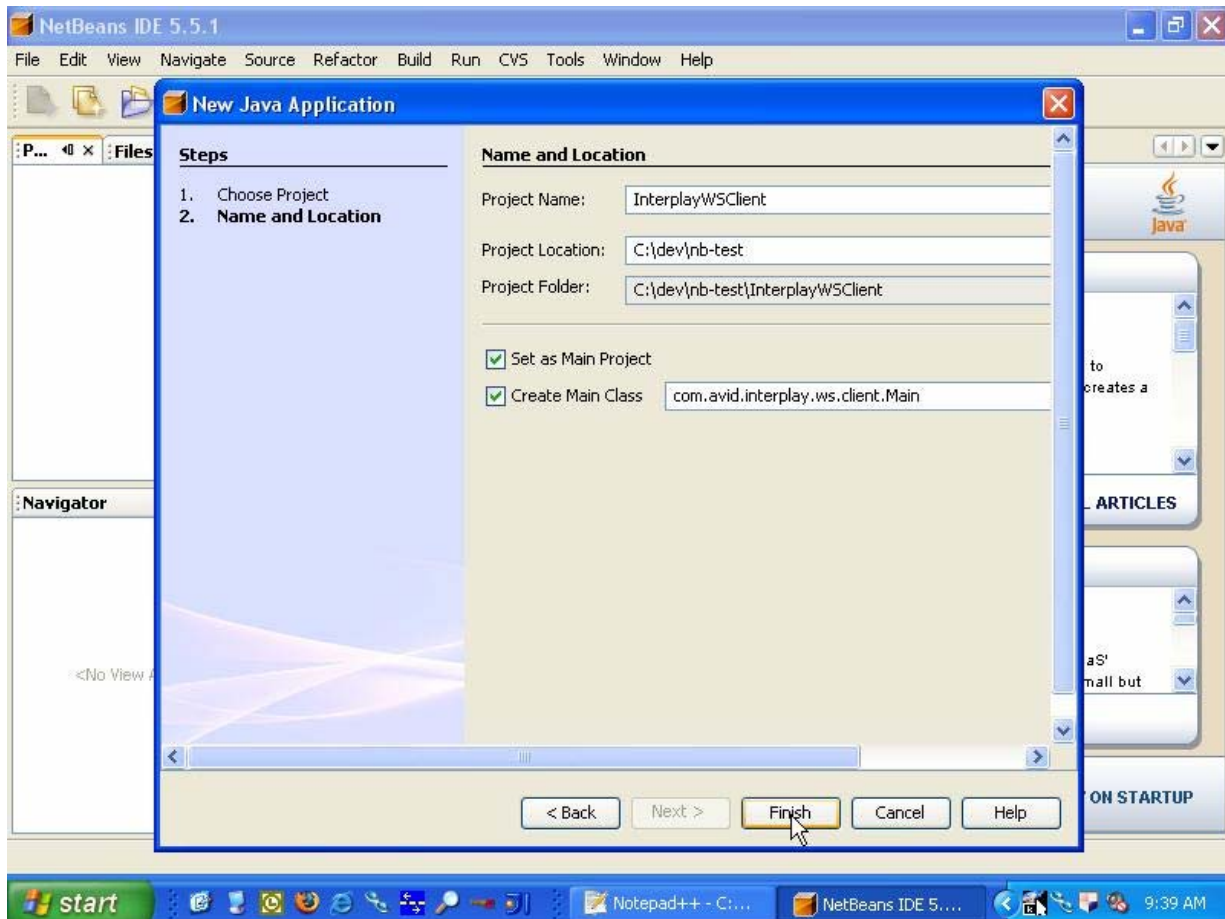 NetBeans IDE 5.5.1
File Edit View Navigate Source Refactor Build Run CVS Tools Window Help
New Java Application
P... Files
Steps
1. Choose Project
2. Name and Location
Name and Location
Project Name: InterplayWSClient
Project Location: C:\dev\nb-test
Project Folder: C:\dev\nb-test\InterplayWSClient
Set as Main Project
Create Main Class com.avid.interplay.ws.client.Main
Java
to
creates a
ARTICLES
Navigator
<No View
aS'
mall but
ON STARTUP
< Back Next > Finish Cancel Help
start Notepad++ - C:... NetBeans IDE 5.... 9:39 AM